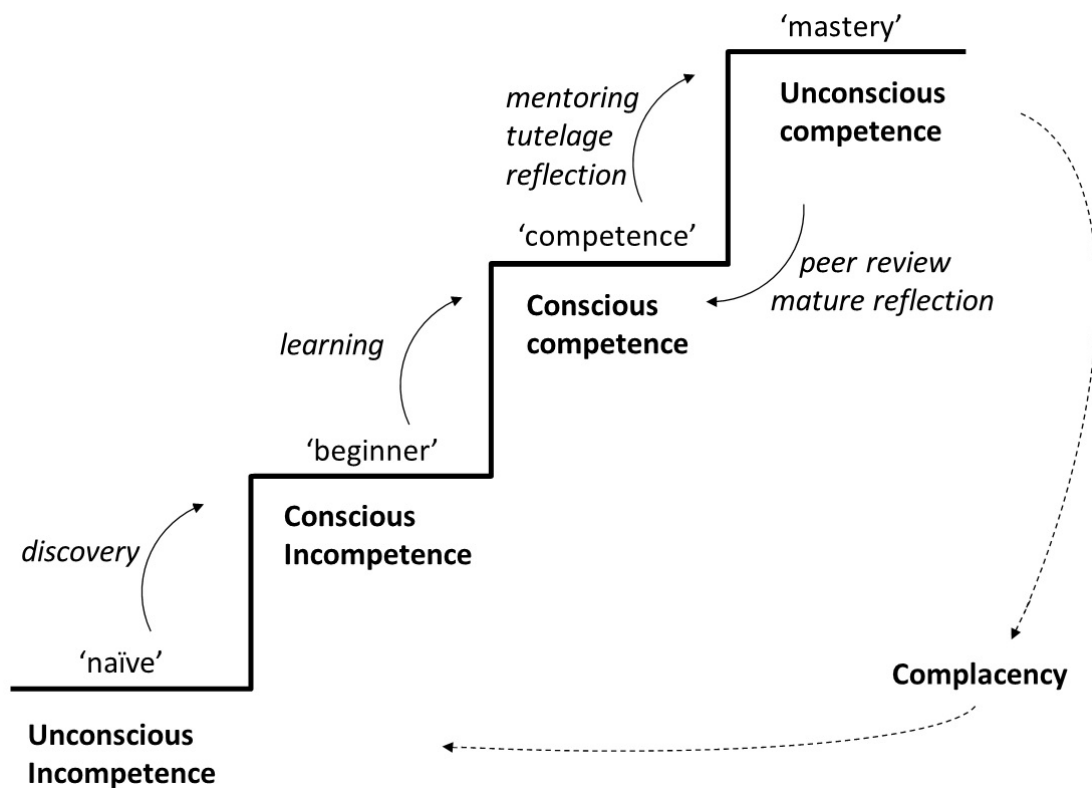 ‘mastery’
mentoring
tutelage
reflection
Unconscious
competence
‘competence’
peer review
mature reflection
Conscious
competence
learning
‘beginner’
Conscious
Incompetence
discovery
‘naïve’
Complacency
Unconscious
Incompetence